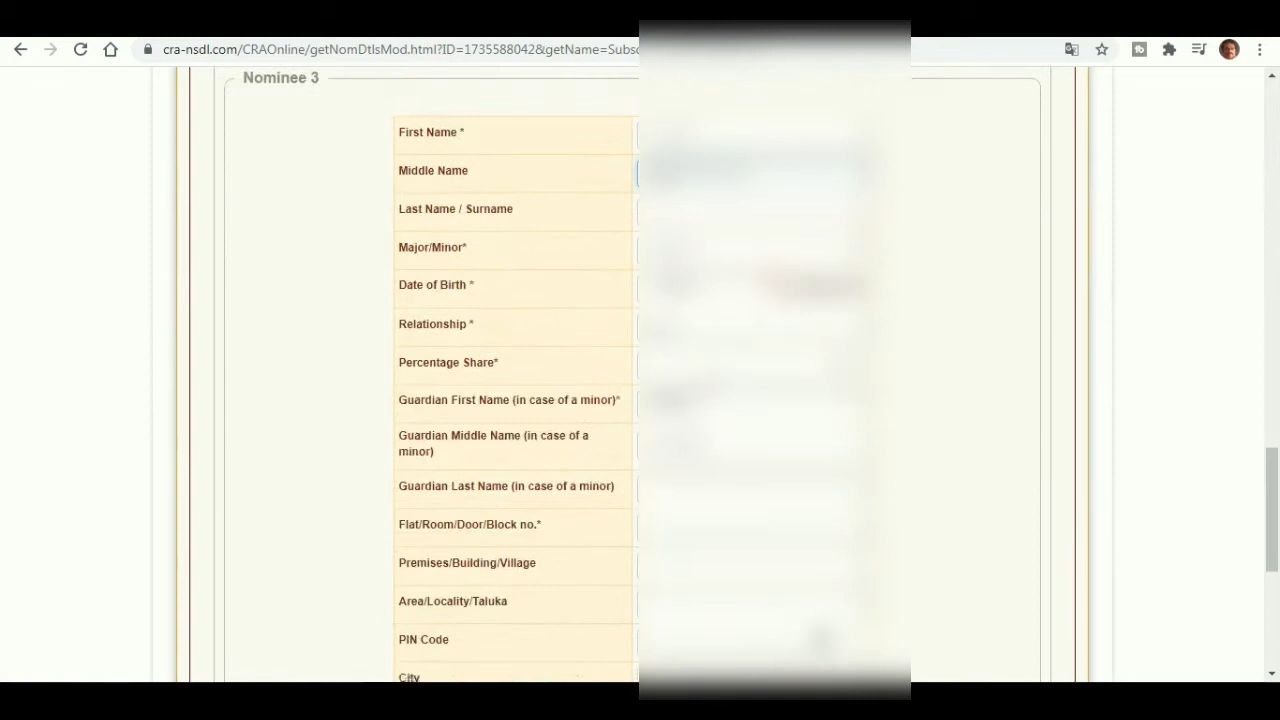 cra-nsdl.com/CRAOnline/getNomDtlsMod.html?ID=1735588042&getName=Subsc
Nominee 3
First Name *
Middle Name
Last Name / Surname
Major/Minor*
Date of Birth *
Relationship *
Percentage Share*
Guardian First Name (in case of a minor)*
Guardian Middle Name (in case of a
minor)
Guardian Last Name (in case of a minor)
Flat/Room/Door/Block no.*
Premises/Building/Village
Area/Locality/Taluka
PIN Code
City